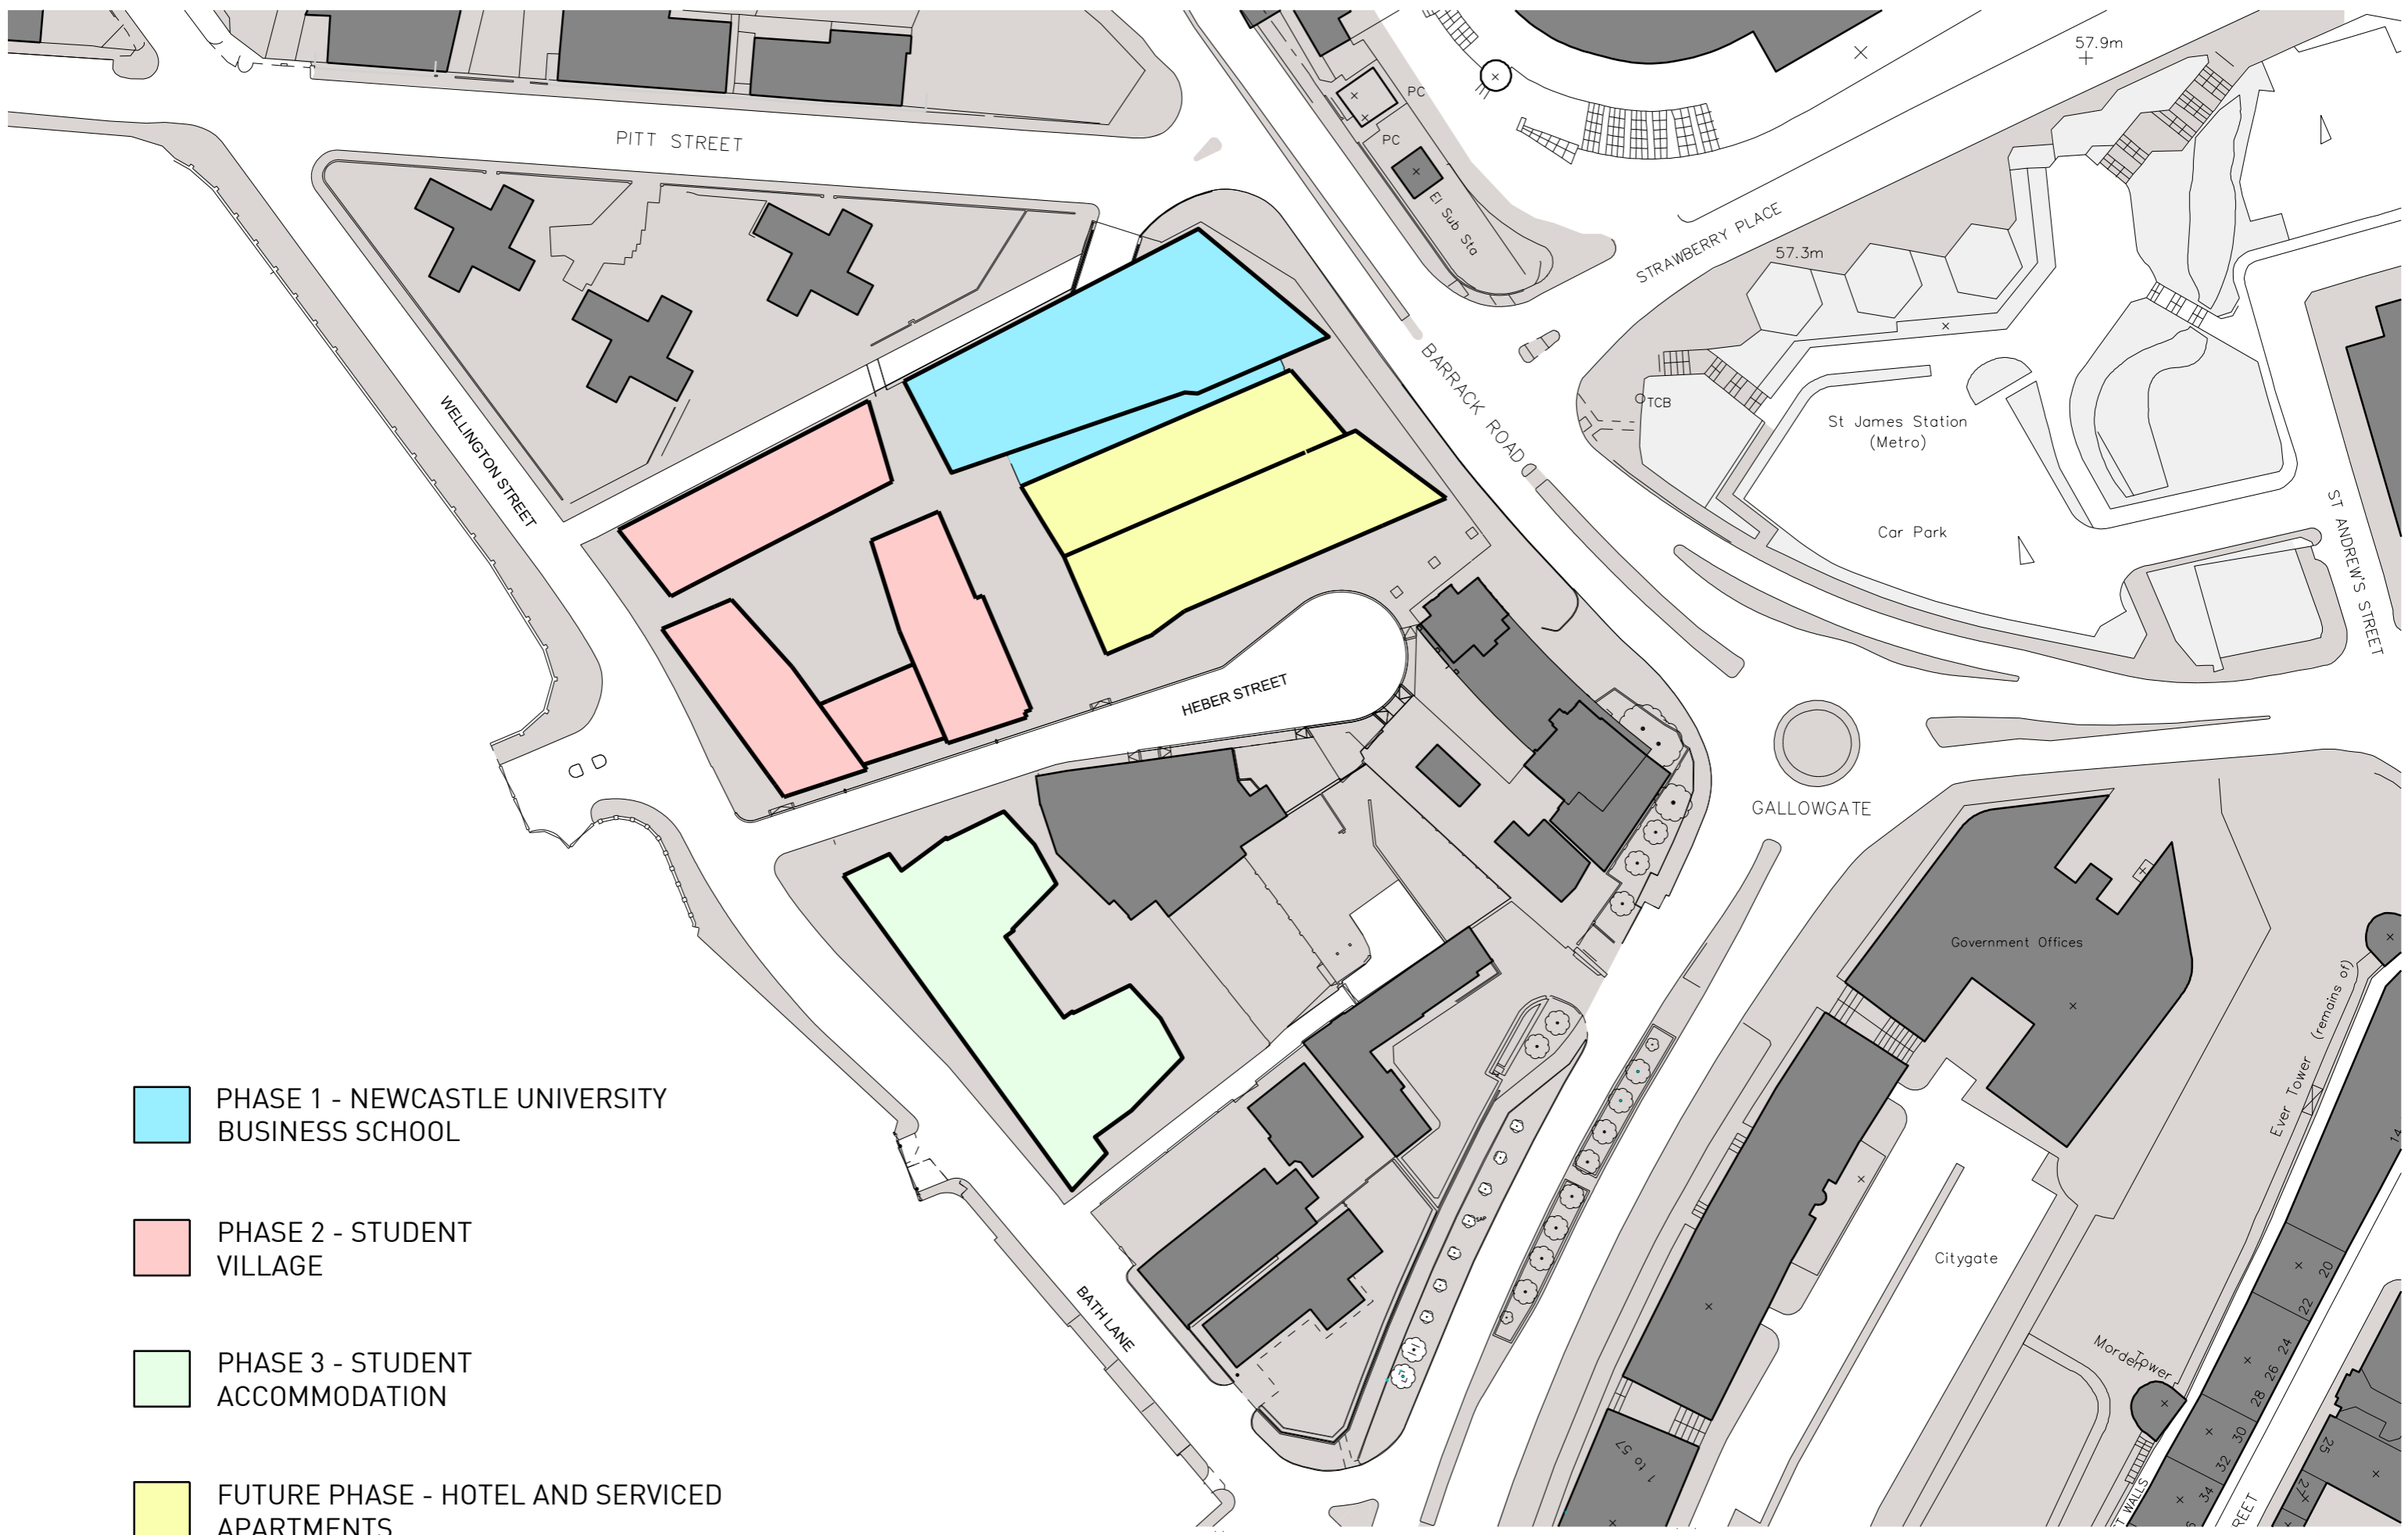 57.9m
PC
PITT STREET
PC
El Sub Sta
STRAWBERRY PLACE
57.3m
BARRACK ROAD
TCB
St James Station
(Metro)
WELLINGTON STREET
Car Park
ST ANDREW'S STREET
HEBER STREET
GALLOWGATE
Government Offices
Ever Tower (remains of)
PHASE 1 - NEWCASTLE UNIVERSITY
BUSINESS SCHOOL
14
PHASE 2 - STUDENT
VILLAGE
Citygate
20
22
BATH LANE
24
26
28
Morden
Tower
PHASE 3 - STUDENT
ACCOMMODATION
30
32
34
25
1 to 57
WALLS
REET
FUTURE PHASE - HOTEL AND SERVICED
APARTMENTS